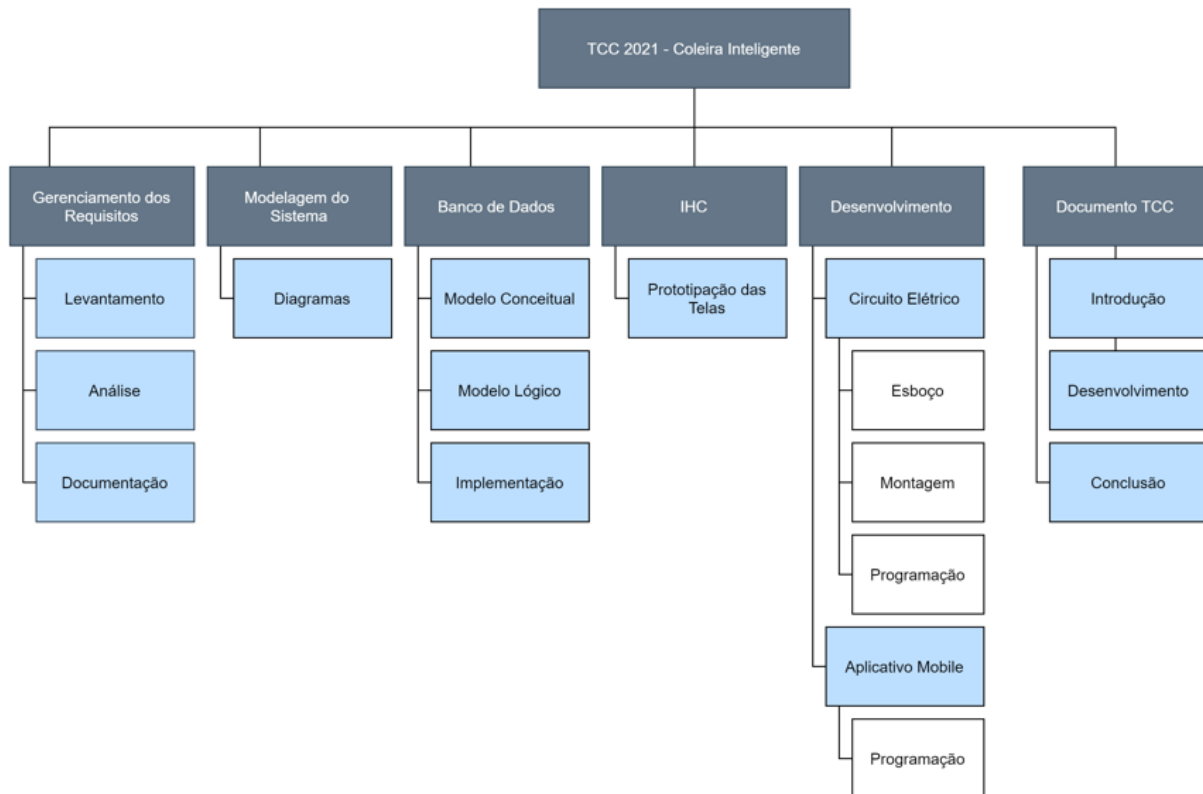 TCC 2021 - Coleira Inteligente
Gerenciamento dos
Requisitos
Levantamento
Análise
Documentação
Modelagem do
Sistema
Diagramas
Banco de Dados
Modelo Conceitual
Modelo Lógico
Implementação
IHC
Prototipação das
Telas
Desenvolvimento
Circuito Elétrico
Esboço
Montagem
Programação
Aplicativo Mobile
Programação
Documento TCC
Introdução
Desenvolvimento
Conclusão